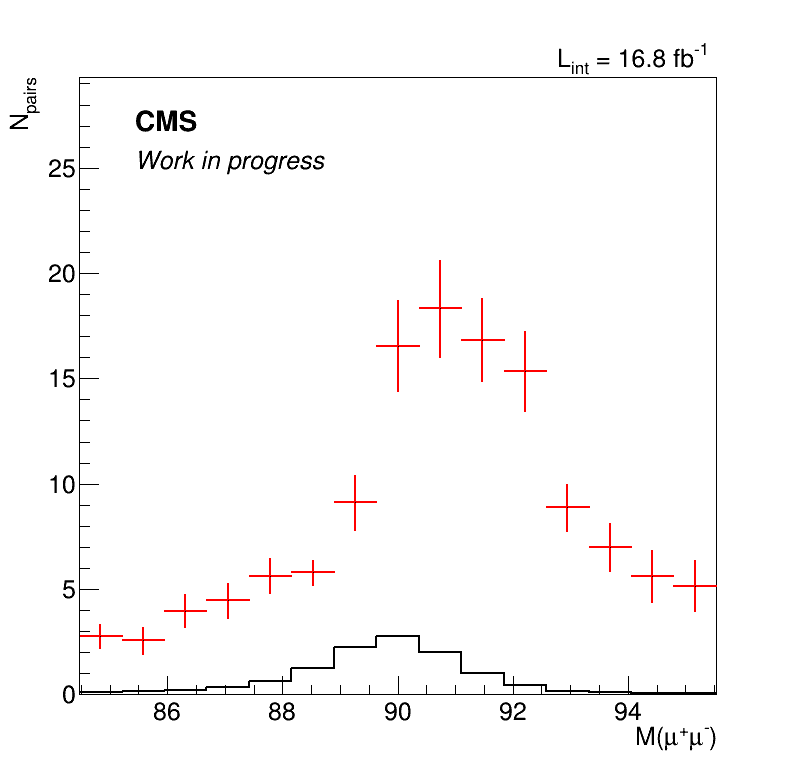 L_int = 16.8 fb^-1
N_pairs
CMS
Work in progress
25
20
15
10
5
0
86 88 90 92 94
M(μ⁺μ⁻)